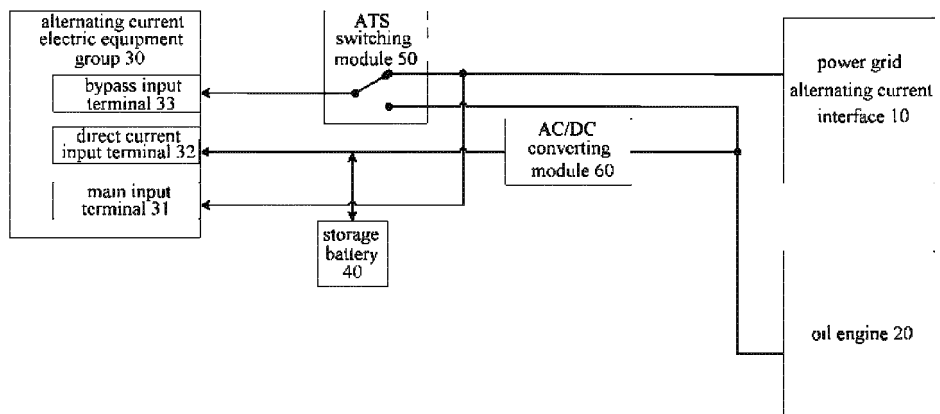 alternating current
electric equipment
group 30
bypass input
terminal 33
direct current
input terminal 32
main input
terminal 31
ATS
switching
module 50
AC/DC
converting
module 60
storage
battery
40
power grid
alternating current
interface 10
oil engine 20